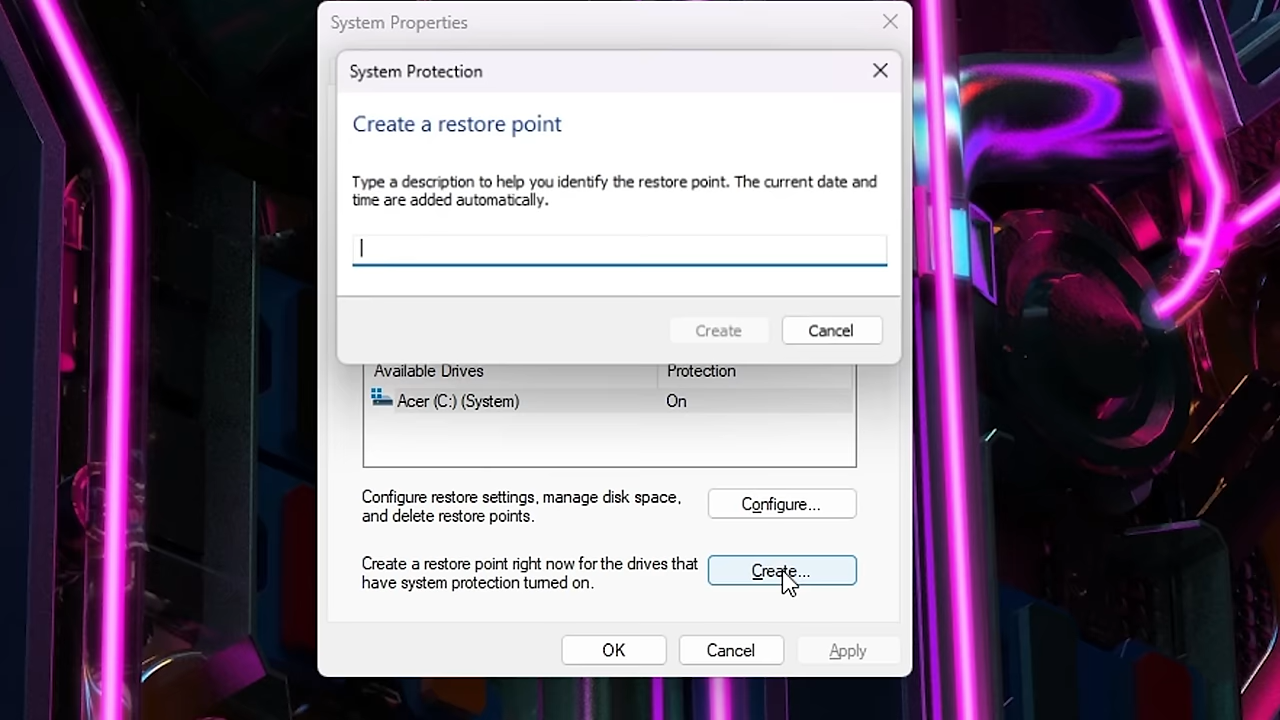 System Properties
System Protection
Create a restore point
Type a description to help you identify the restore point. The current date and
time are added automatically.
Create
Cancel
Available Drives
Protection
Acer (C:) (System)
On
Configure restore settings, manage disk space,
and delete restore points.
Configure...
Create a restore point right now for the drives that
have system protection turned on.
Create...
OK
Cancel
Apply